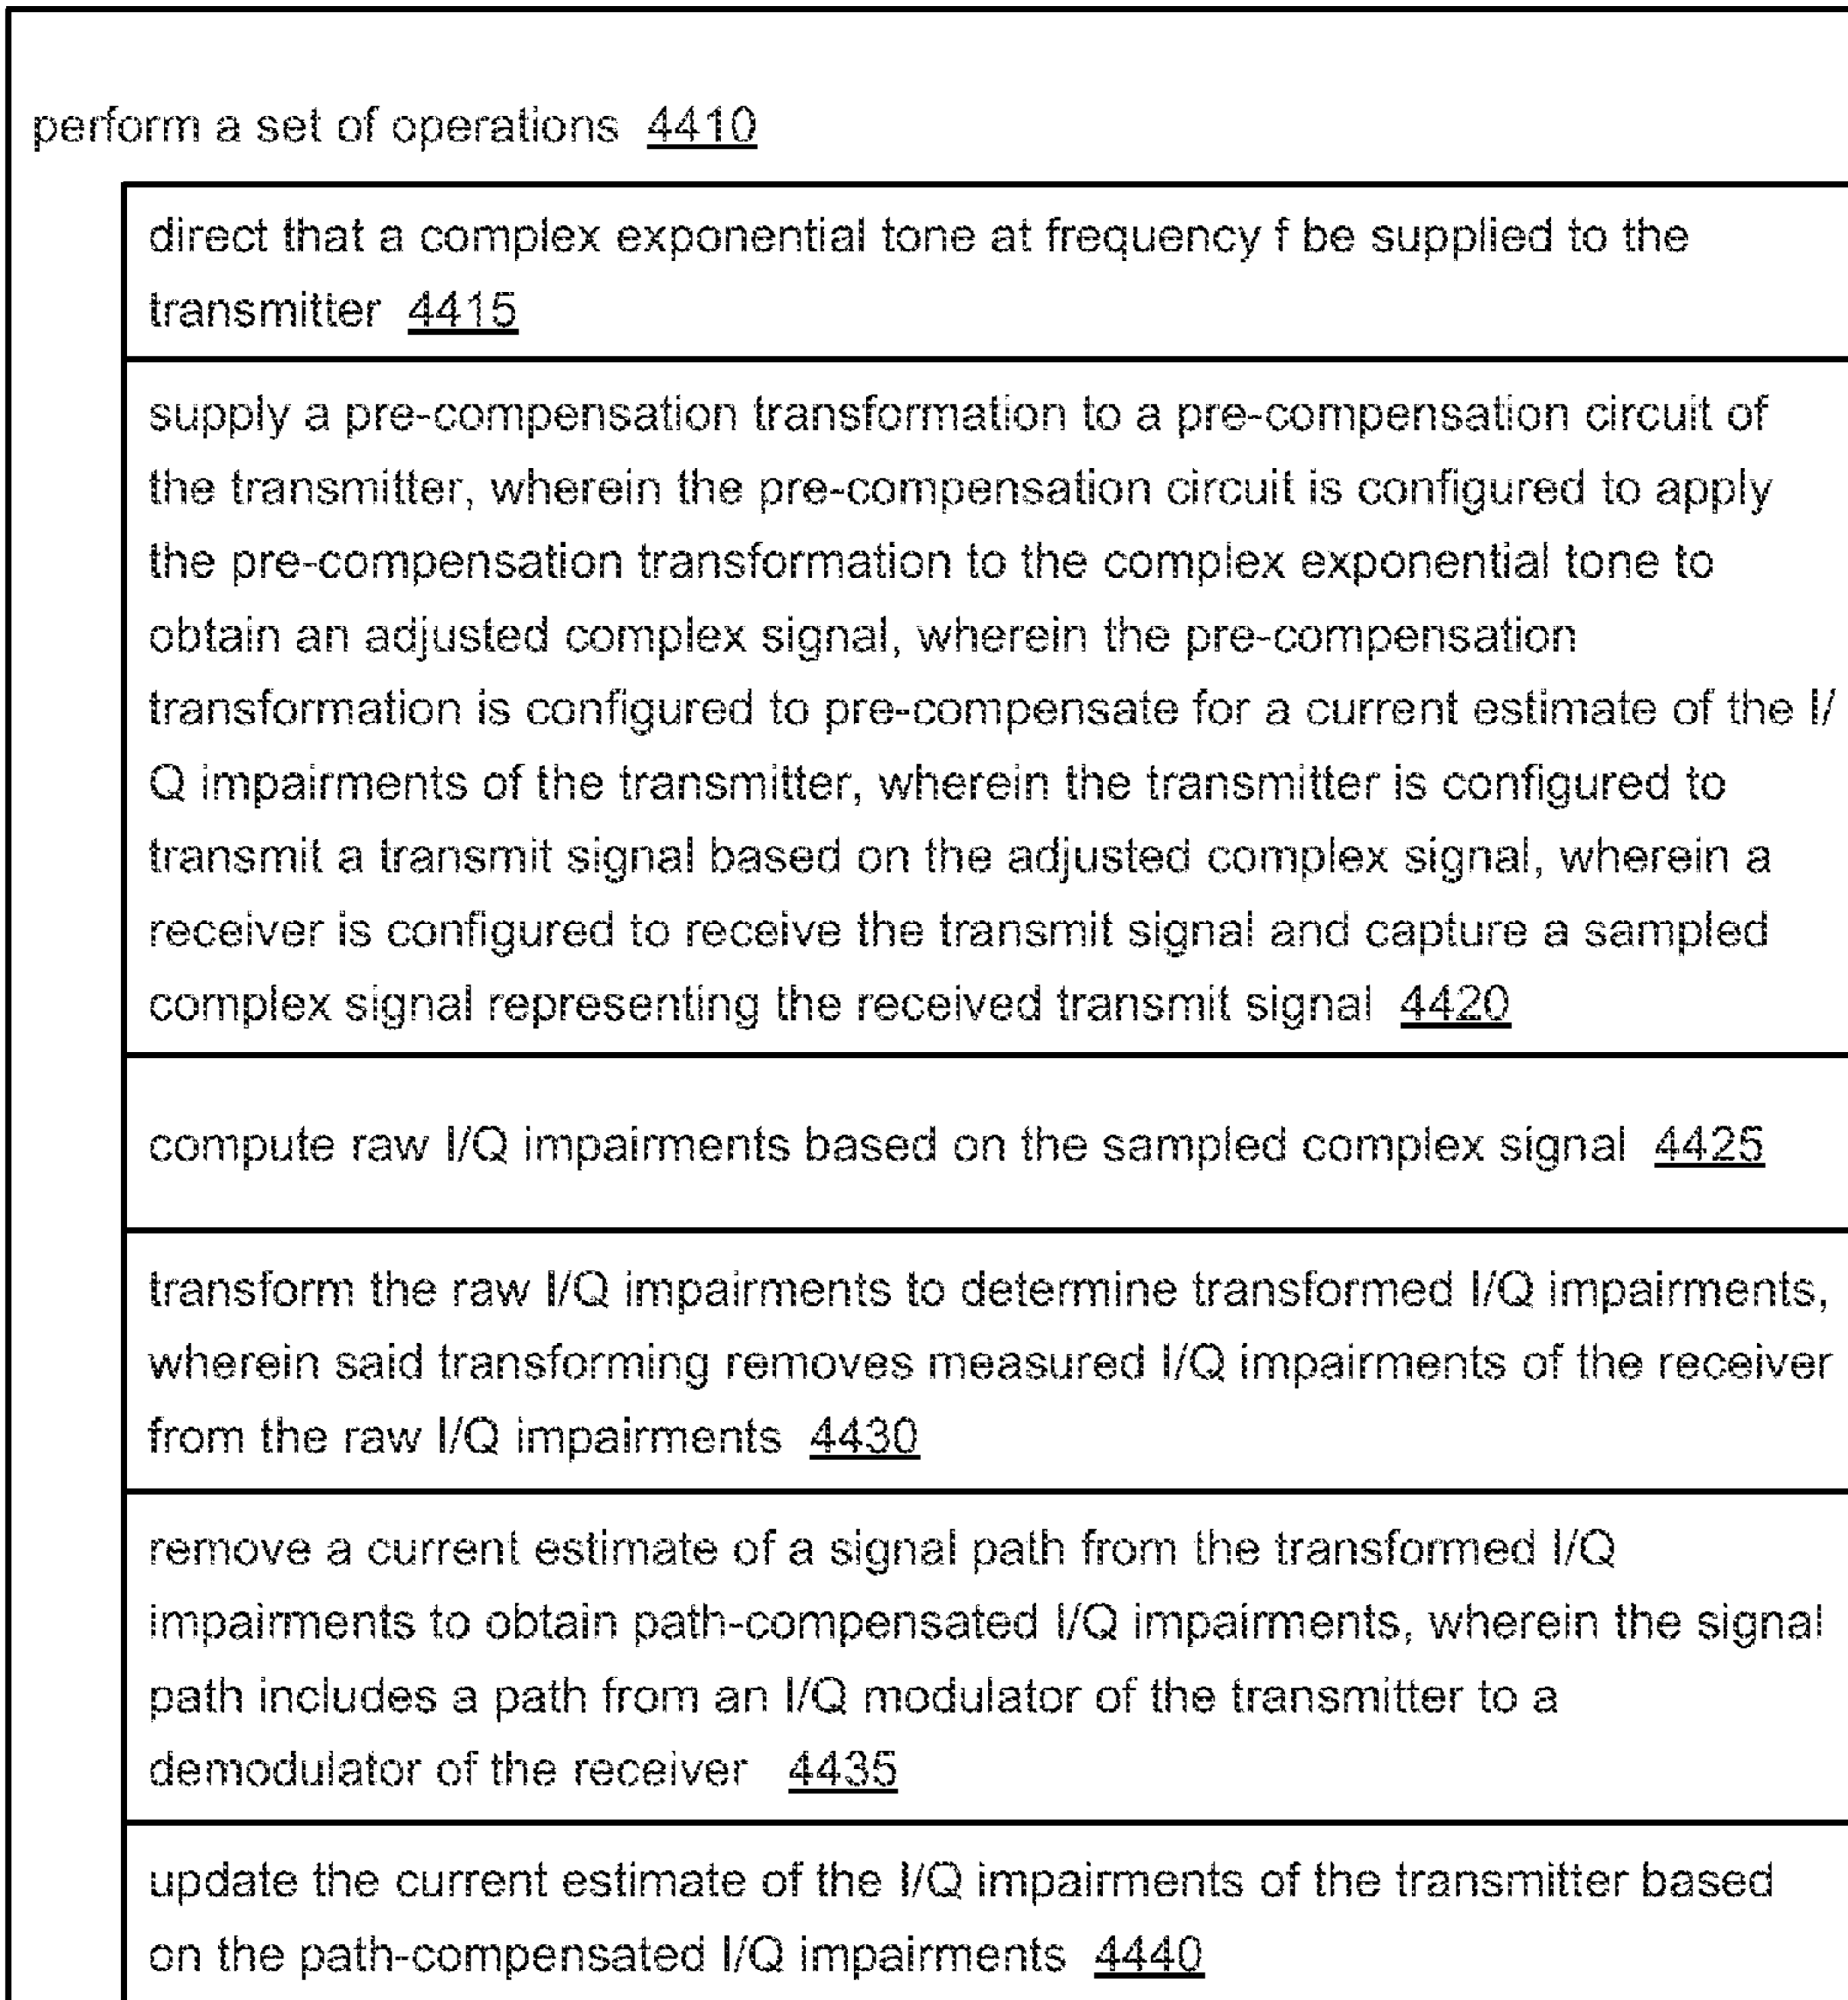 perform a set of operations 4410
direct that a complex exponential tone at frequency f be supplied to the
transmitter 4415
supply a pre-compensation transformation to a pre-compensation circuit of
the transmitter, wherein the pre-compensation circuit is configured to apply
the pre-compensation transformation to the complex exponential tone to
obtain an adjusted complex signal, wherein the pre-compensation
transformation is configured to pre-compensate for a current estimate of the I/
Q impairments of the transmitter, wherein the transmitter is configured to
transmit a transmit signal based on the adjusted complex signal, wherein a
receiver is configured to receive the transmit signal and capture a sampled
complex signal representing the received transmit signal 4420
compute raw I/Q impairments based on the sampled complex signal 4425
transform the raw I/Q impairments to determine transformed I/Q impairments,
wherein said transforming removes measured I/Q impairments of the receiver
from the raw I/Q impairments 4430
remove a current estimate of a signal path from the transformed I/Q
impairments to obtain path-compensated I/Q impairments, wherein the signal
path includes a path from an I/Q modulator of the transmitter to a
demodulator of the receiver 4435
update the current estimate of the I/Q impairments of the transmitter based
on the path-compensated I/Q impairments 4440